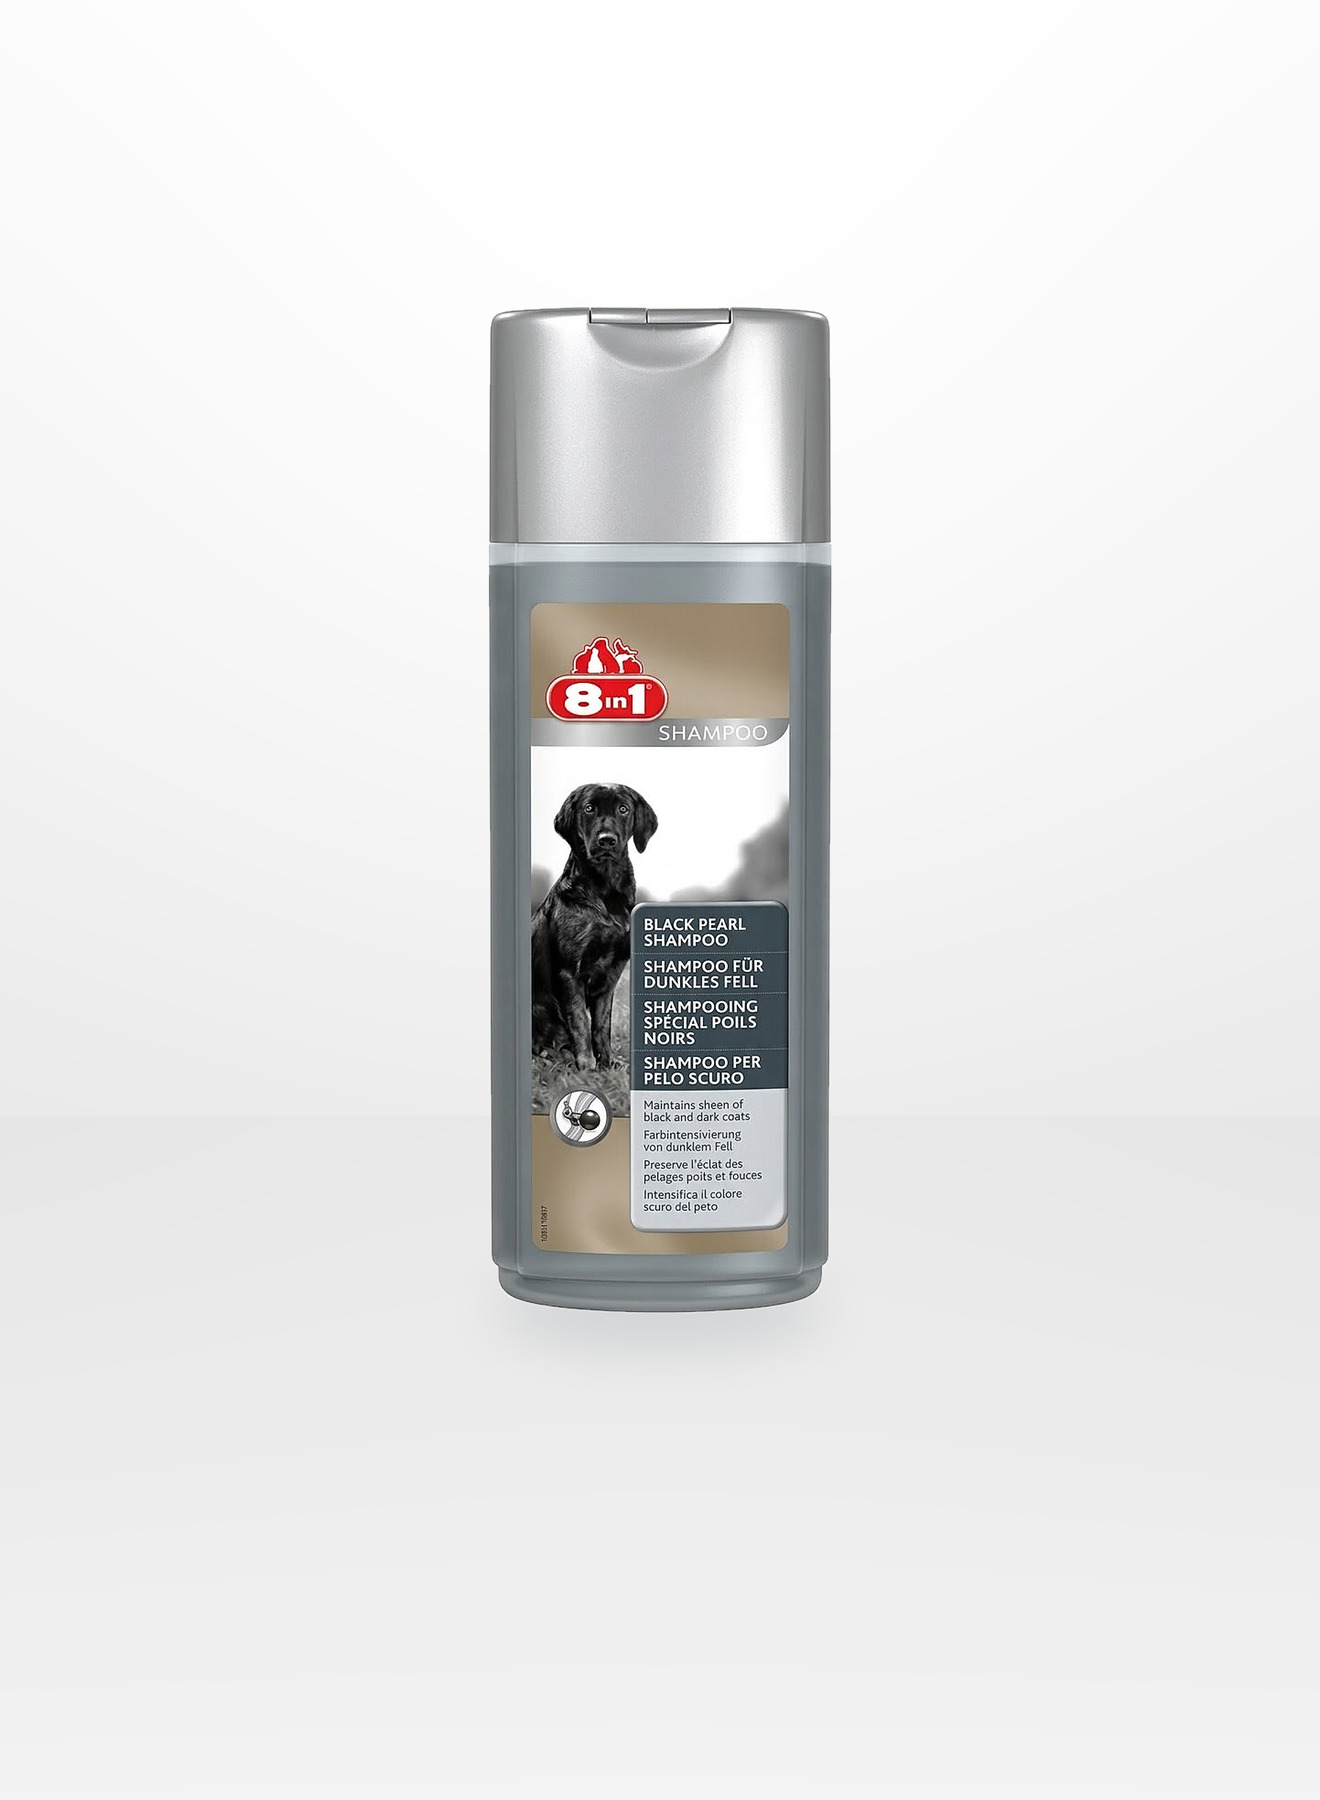 8in1
SHAMPOO
BLACK PEARL
SHAMPOO
SHAMPOO FÜR
DUNKLES FELL
SHAMPOOING
SPÉCIAL POILS
NOIRS
SHAMPOO PER
PELO SCURO
Maintains sheen of
black and dark coats
Farbintensivierung
von dunklem Fell
Preserve l'éclat des
pelages poits et fouces
Intensifica il colore
scuro del peto